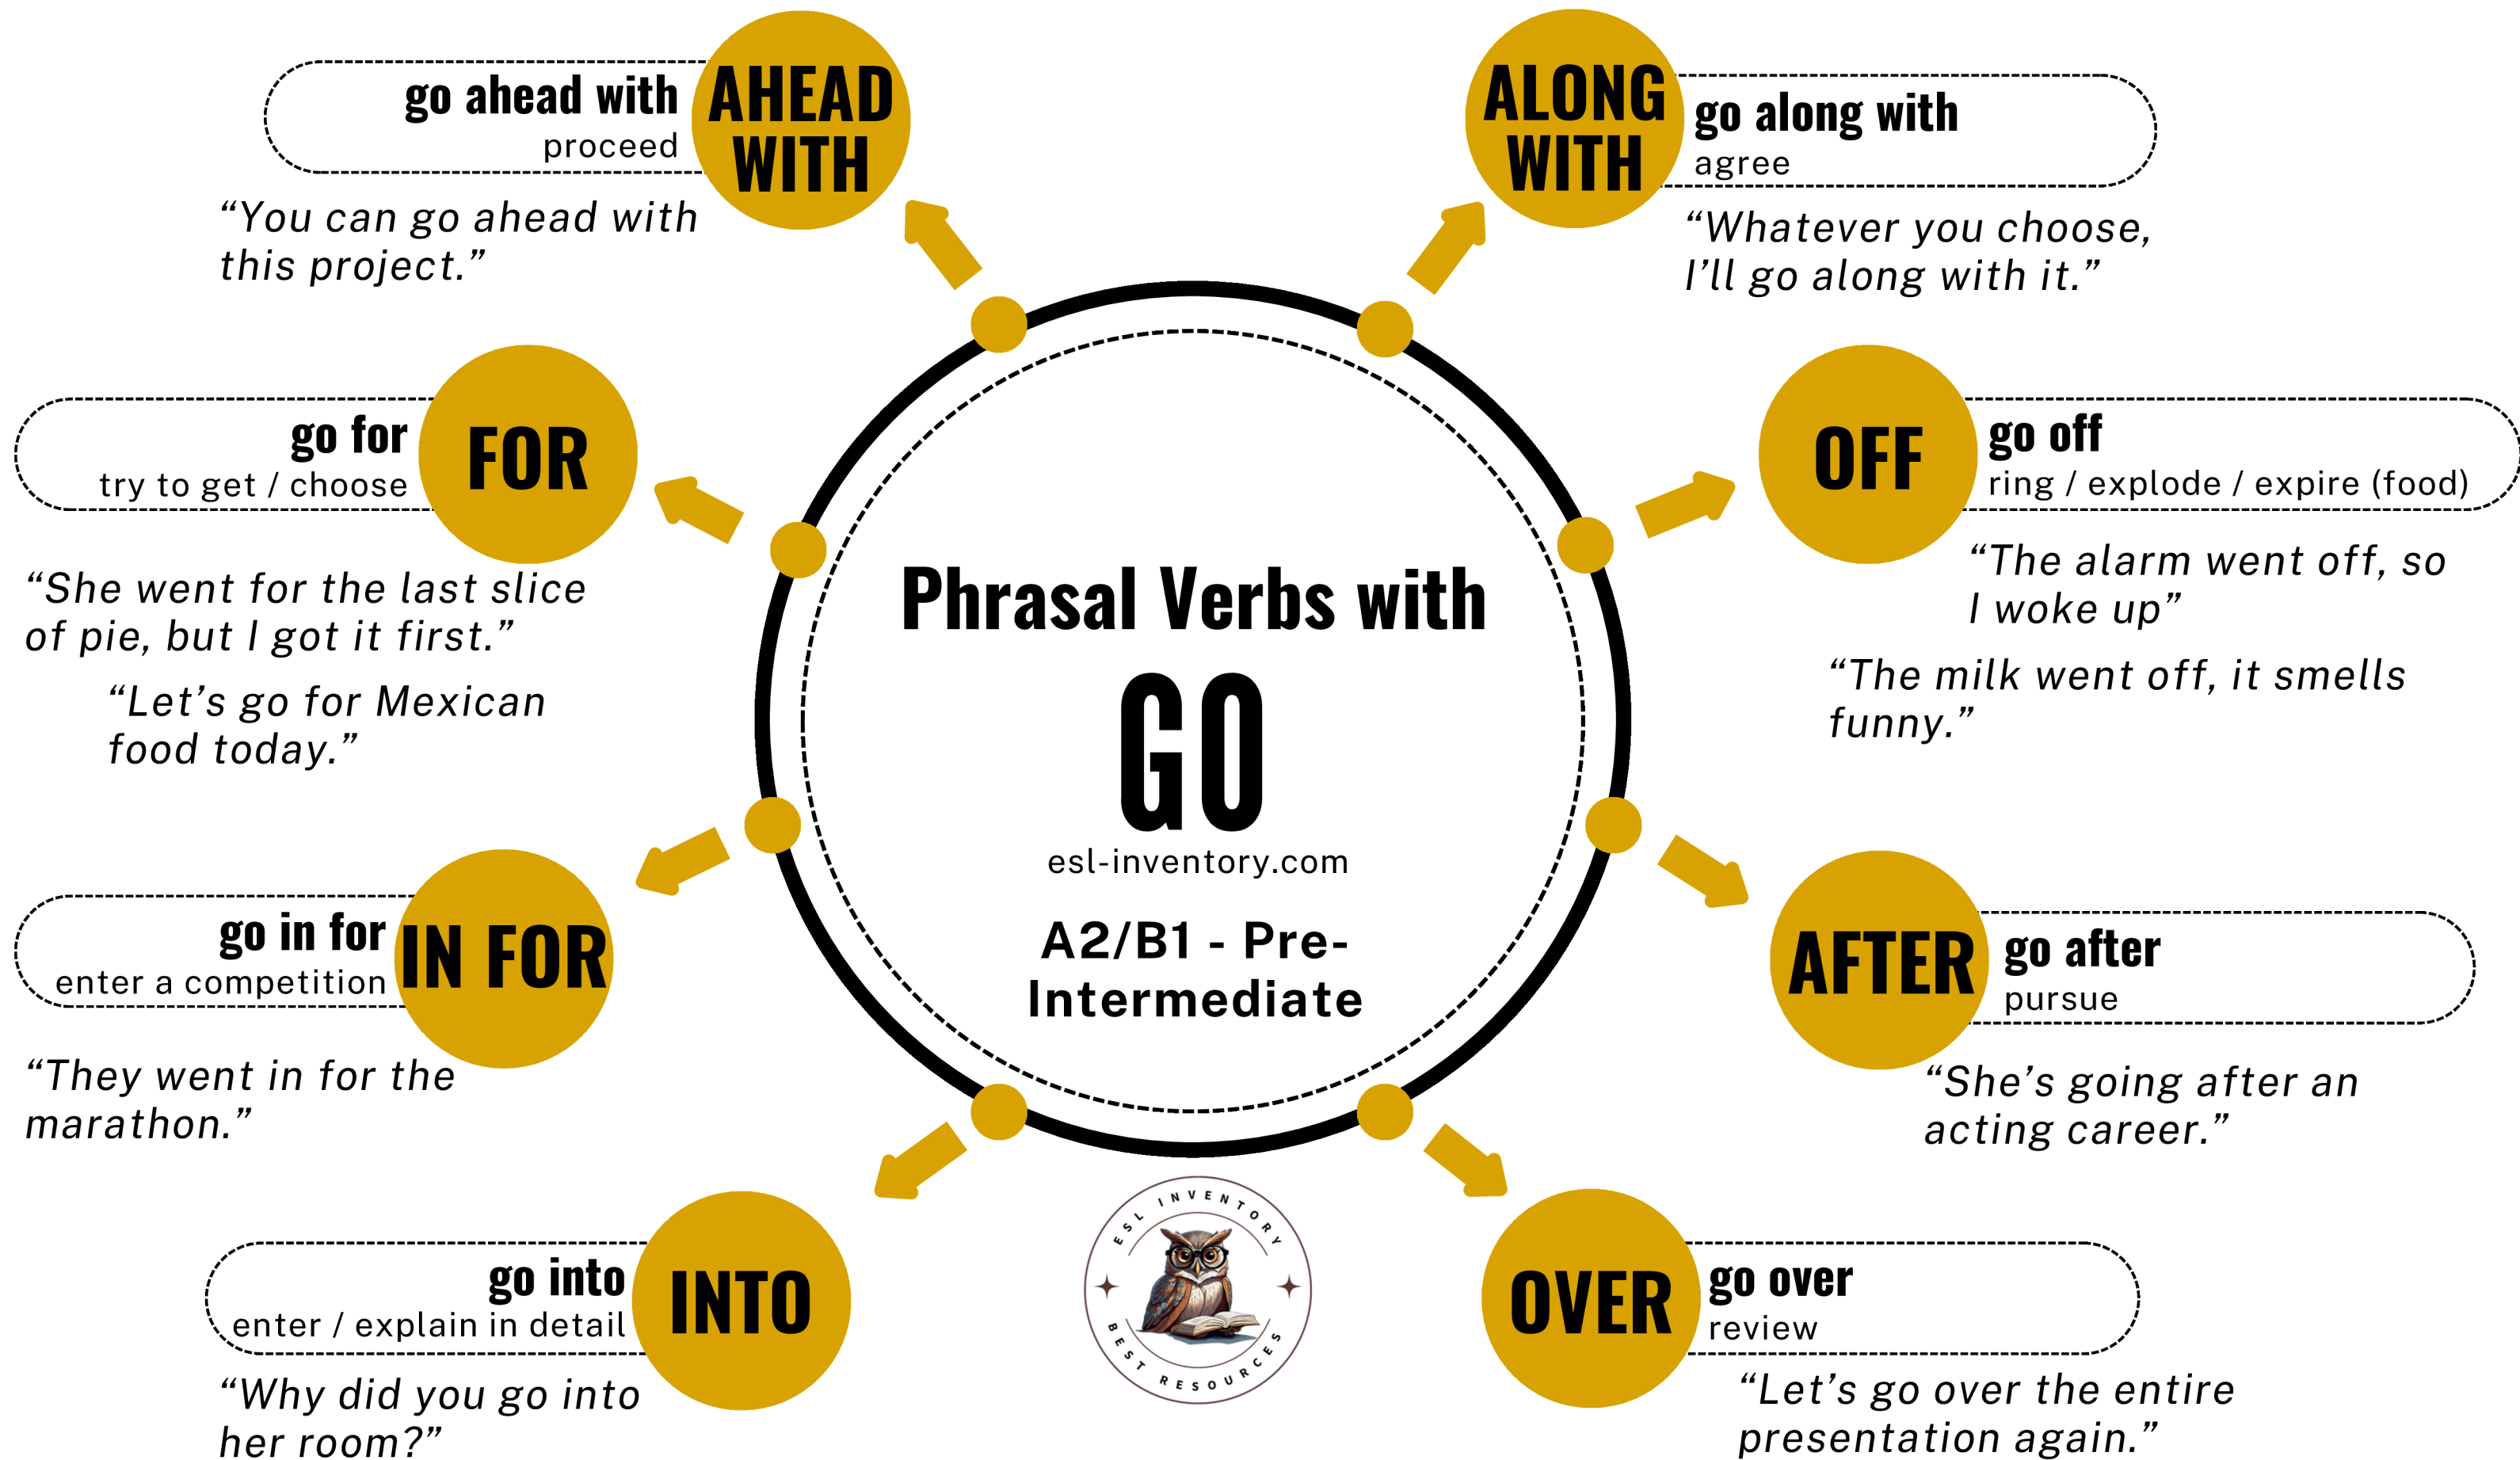 AHEAD
WITH
go ahead with
proceed
“You can go ahead with
this project.”
ALONG
WITH
go along with
agree
“Whatever you choose,
I’ll go along with it.”
FOR
go for
try to get / choose
“She went for the last slice
of pie, but I got it first.”
“Let’s go for Mexican
food today.”
OFF
go off
ring / explode / expire (food)
“The alarm went off, so
I woke up”
“The milk went off, it smells
funny.”
Phrasal Verbs with
GO
esl-inventory.com
A2/B1 - Pre-
Intermediate
IN FOR
go in for
enter a competition
“They went in for the
marathon.”
AFTER
go after
pursue
“She’s going after an
acting career.”
INTO
go into
enter / explain in detail
“Why did you go into
her room?”
ESL INVENTORY
BEST RESOURCES
OVER
go over
review
“Let’s go over the entire
presentation again.”